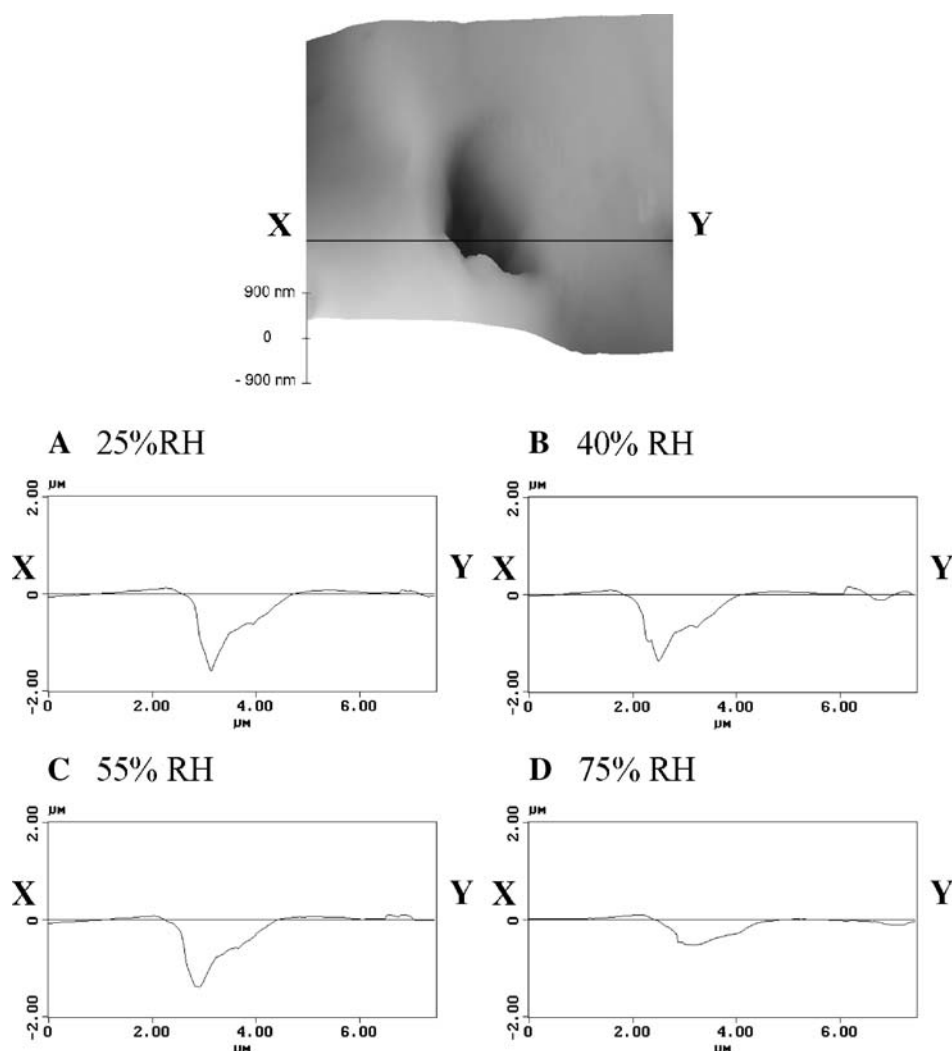 X Y
900 nm
0
- 900 nm
A 25%RH
B 40% RH
µM
2.00
X
0
Y
-2.00
0 2.00 4.00 6.00
µM
µM
2.00
X
0
Y
-2.00
0 2.00 4.00 6.00
µM
C 55% RH
D 75% RH
µM
2.00
X
0
Y
-2.00
0 2.00 4.00 6.00
µM
µM
2.00
X
0
Y
-2.00
0 2.00 4.00 6.00
µM